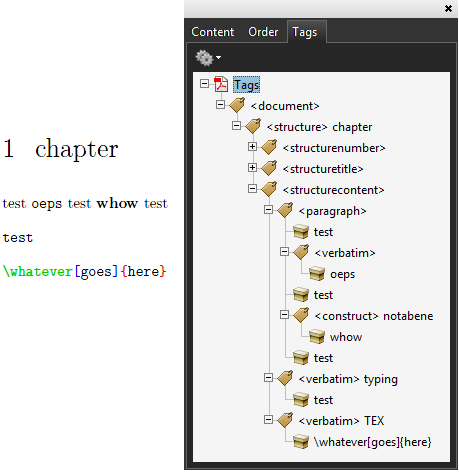 1 chapter
test oeps test whow test
test
\whatever[goes]{here}
Content Order Tags
Tags
<document>
<structure> chapter
<structurenumber>
<structuretitle>
<structurecontent>
<paragraph>
test
<verbatim>
oeps
test
<construct> notabene
whow
test
<verbatim> typing
test
<verbatim> TEX
\whatever[goes]{here}